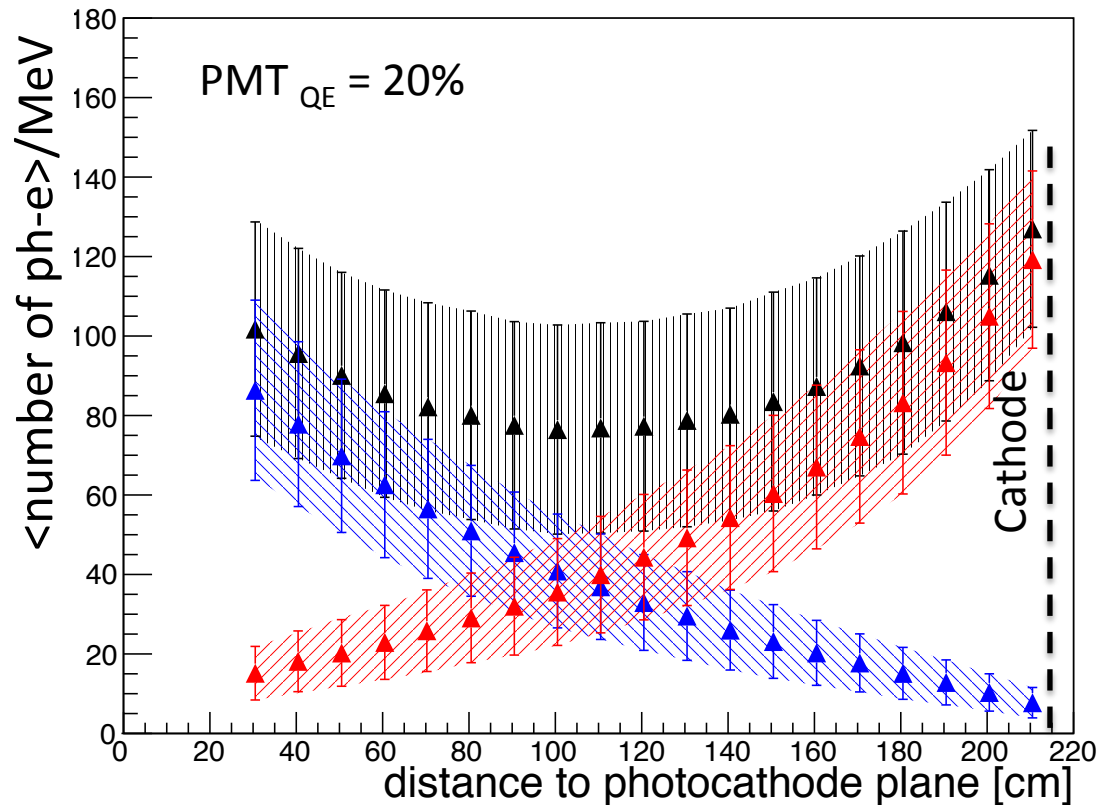 <number of ph-e>/MeV
180
160
140
120
100
80
60
40
20
0
PMT QE = 20%
Cathode
0 20 40 60 80 100 120 140 160 180 200 220
distance to photocathode plane [cm]